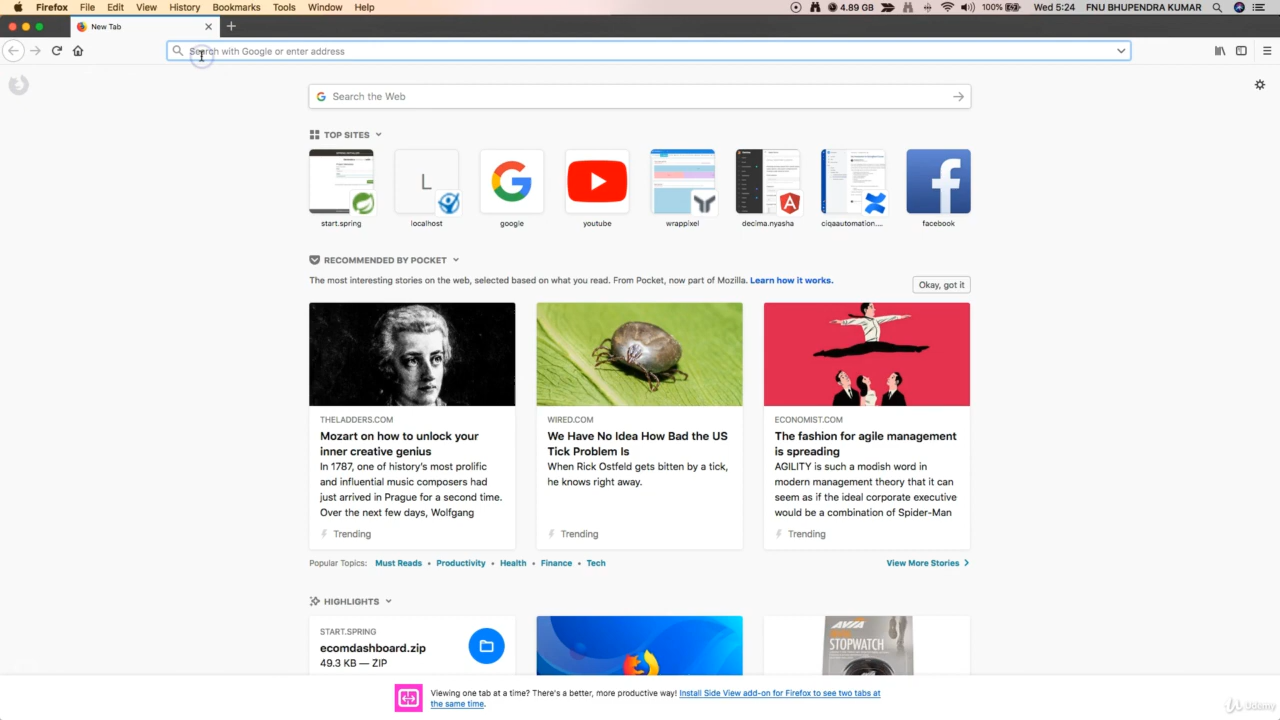 Firefox File Edit View History Bookmarks Tools Window Help 4.89 GB 100% Wed 5:24 FNU BHUPENDRA KUMAR
New Tab
Search with Google or enter address
Search the Web
TOP SITES
L
start.spring localhost google youtube wrappixel decima.nyasha ciqaautomation.... facebook
RECOMMENDED BY POCKET
The most interesting stories on the web, selected based on what you read. From Pocket, now part of Mozilla. Learn how it works.
Okay, got it
THELADDERS.COM
Mozart on how to unlock your
inner creative genius
In 1787, one of history's most prolific
and influential music composers had
just arrived in Prague for a second time.
Over the next few days, Wolfgang
Trending
WIRED.COM
We Have No Idea How Bad the US
Tick Problem Is
When Rick Ostfeld gets bitten by a tick,
he knows right away.
Trending
ECONOMIST.COM
The fashion for agile management
is spreading
AGILITY is such a modish word in
modern management theory that it can
seem as if the ideal corporate executive
would be a combination of Spider-Man
Trending
Popular Topics: Must Reads • Productivity • Health • Finance • Tech
View More Stories
HIGHLIGHTS
START.SPRING
ecomdashboard.zip
49.3 KB — ZIP
AVIA
STOPWATCH
Viewing one tab at a time? There's a better, more productive way! Install Side View add-on for Firefox to see two tabs at
the same time.
Udemy